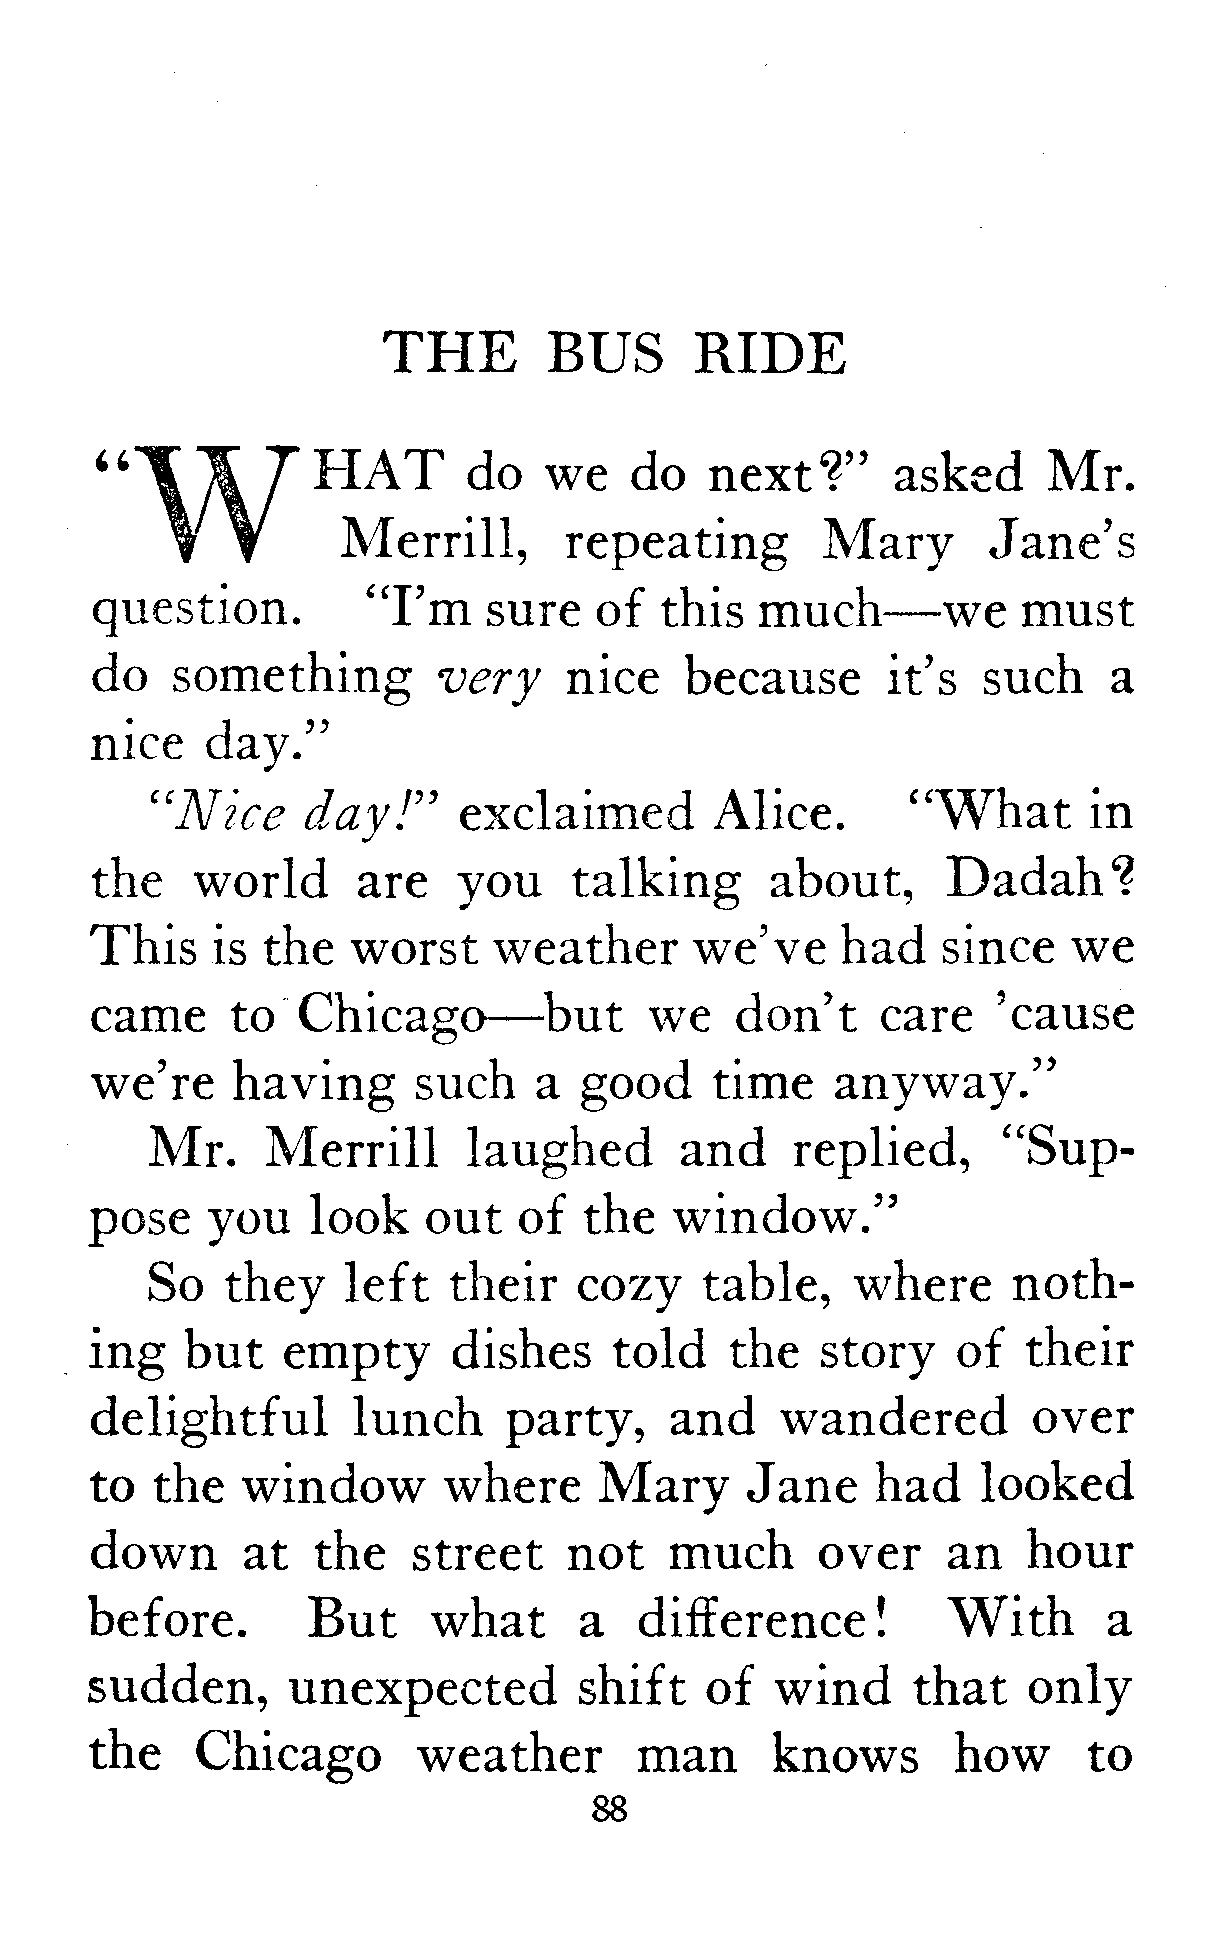 THE BUS RIDE
“WHAT do we do next?” asked Mr.
Merrill, repeating Mary Jane’s
question. “I’m sure of this much—we must
do something very nice because it’s such a
nice day.”
“Nice day!” exclaimed Alice. “What in
the world are you talking about, Dadah?
This is the worst weather we’ve had since we
came to Chicago—but we don’t care ’cause
we’re having such a good time anyway.”
Mr. Merrill laughed and replied, “Sup-
pose you look out of the window.”
So they left their cozy table, where noth-
ing but empty dishes told the story of their
delightful lunch party, and wandered over
to the window where Mary Jane had looked
down at the street not much over an hour
before. But what a difference! With a
sudden, unexpected shift of wind that only
the Chicago weather man knows how to
88